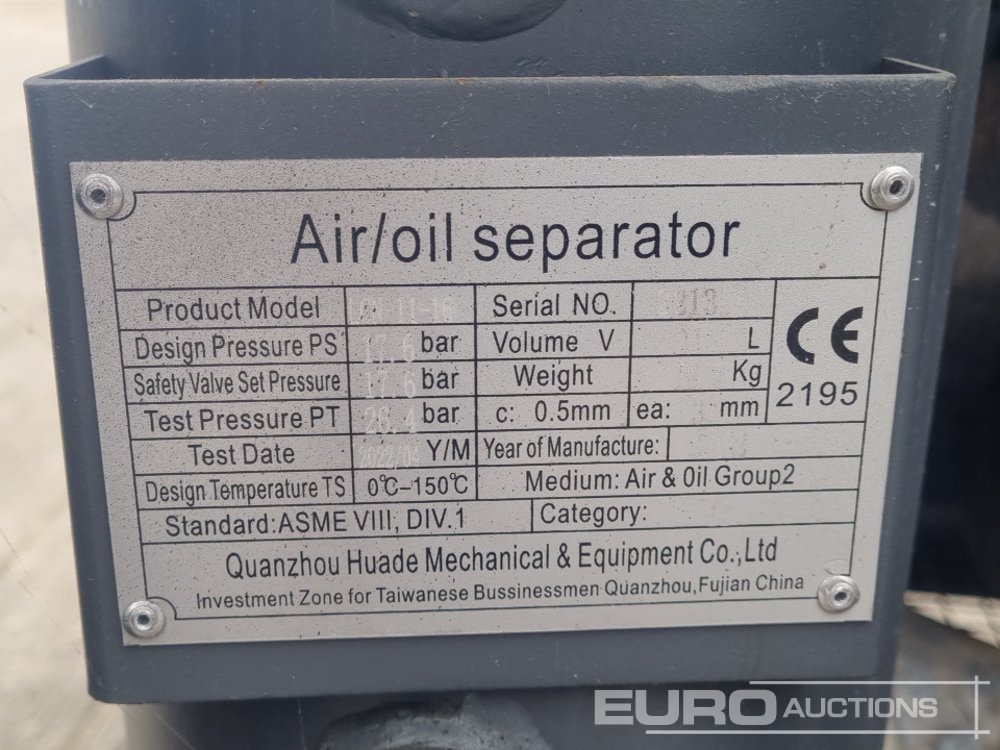 Air/oil separator
Product Model Serial NO. 213
Design Pressure PS bar Volume V L
Safety Valve Set Pressure 17.6 bar Weight Kg
Test Pressure PT 26.4 bar c: 0.5mm ea: mm
Test Date Y/M Year of Manufacture:
Design Temperature TS 0℃-150℃ Medium: Air & Oil Group2
CE
2195
Standard:ASME VIII, DIV.1 Category:
Quanzhou Huade Mechanical & Equipment Co.,Ltd
Investment Zone for Taiwanese Bussinessmen Quanzhou,Fujian China
EURO AUCTIONS